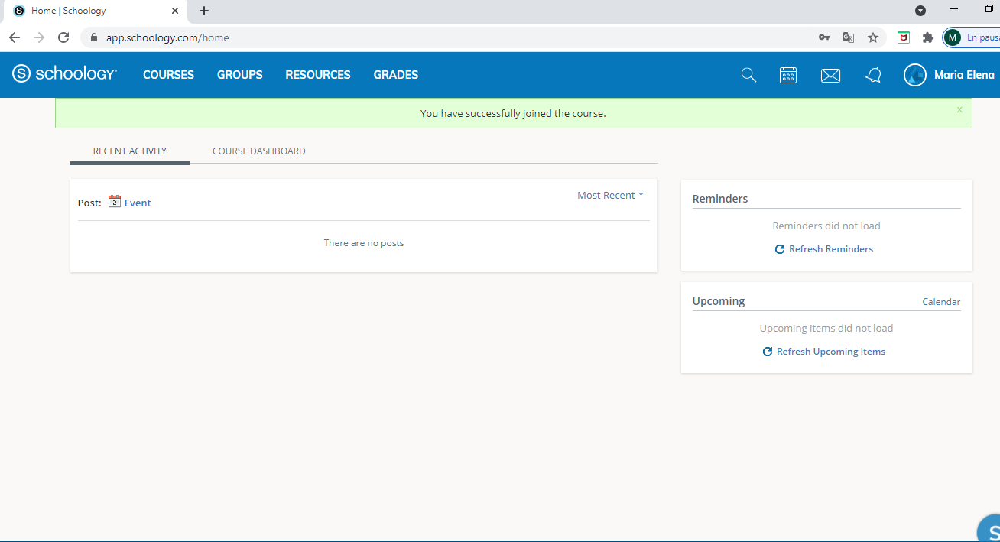 Home | Schoology
app.schoology.com/home
M En pausa
schoology COURSES GROUPS RESOURCES GRADES Maria Elena
You have successfully joined the course. x
RECENT ACTIVITY COURSE DASHBOARD
Post: 2 Event Most Recent
There are no posts
Reminders
Reminders did not load
Refresh Reminders
Upcoming Calendar
Upcoming items did not load
Refresh Upcoming Items
S